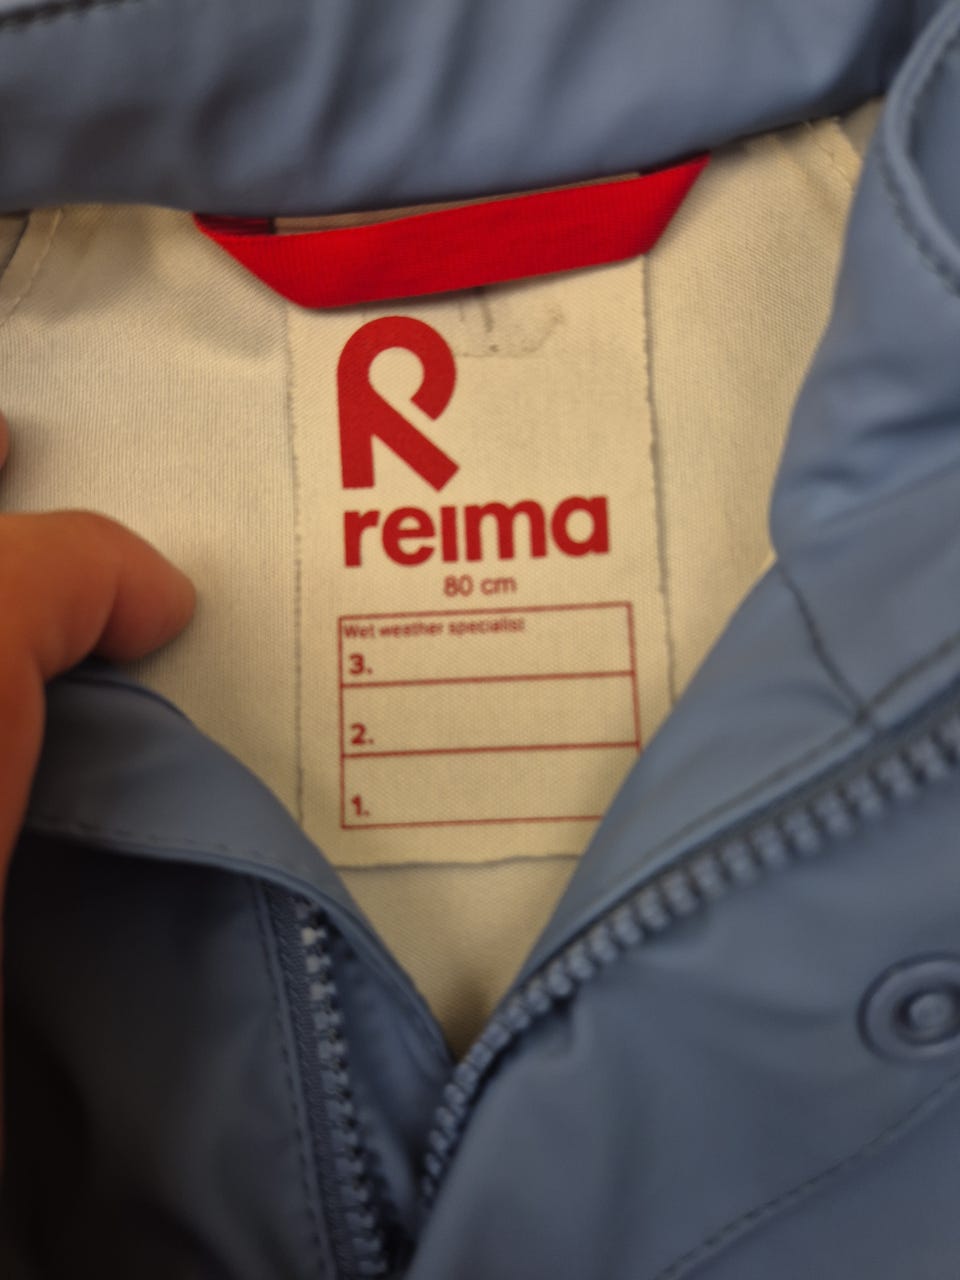 reima
80 cm
Wet weather specialist
3.
2.
1.